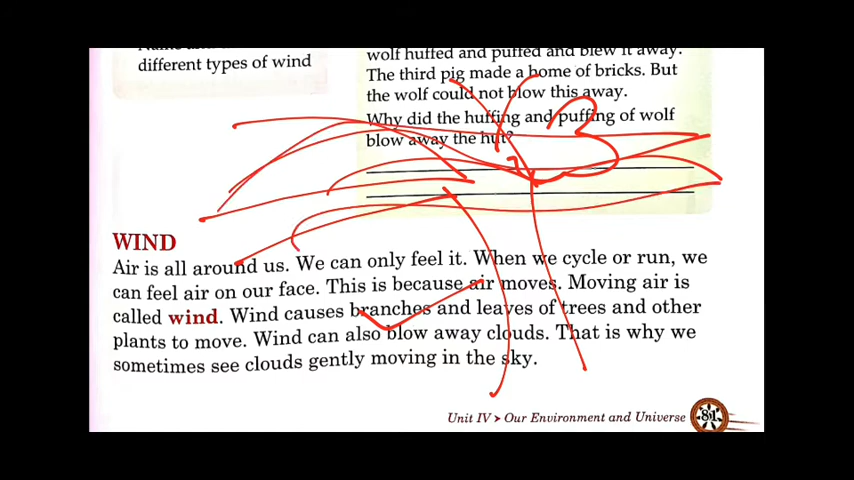 different types of wind
wolf huffed and puffed and blew it away.
The third pig made a home of bricks. But
the wolf could not blow this away.
Why did the huffing and puffing of wolf
blow away the hut?
WIND
Air is all around us. We can only feel it. When we cycle or run, we
can feel air on our face. This is because air moves. Moving air is
called wind. Wind causes branches and leaves of trees and other
plants to move. Wind can also blow away clouds. That is why we
sometimes see clouds gently moving in the sky.
Unit IV > Our Environment and Universe 81